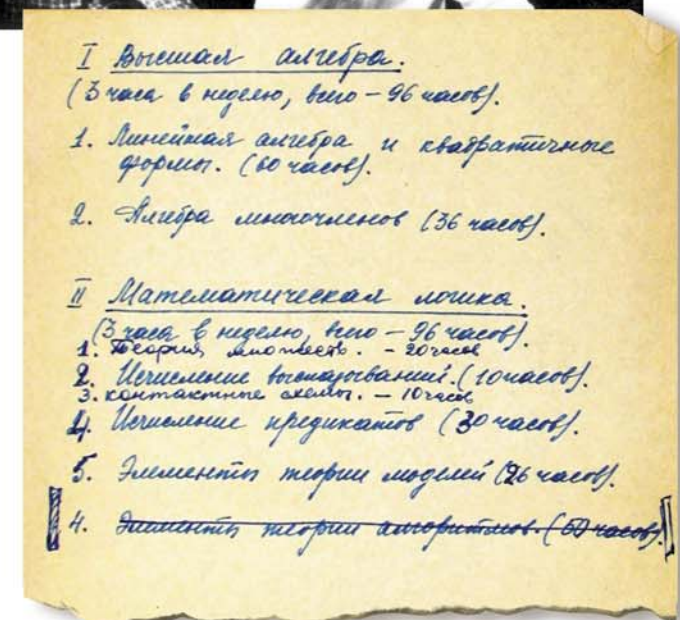 I Высшая алгебра.
(3 часа в неделю, всего – 96 часов).
1. Линейная алгебра и квадратичные
формы. (60 часов).
2. Алгебра многочленов (36 часов).
II Математическая логика.
(3 часа в неделю, всего – 96 часов).
1. Теория множеств. – 20 часов
2. Исчисление высказываний. (10 часов).
3. контактные схемы. – 10 часов
4. Исчисление предикатов (30 часов).
5. Элементы теории моделей (26 часов).
4. Элементы теории алгоритмов. (50 часов).